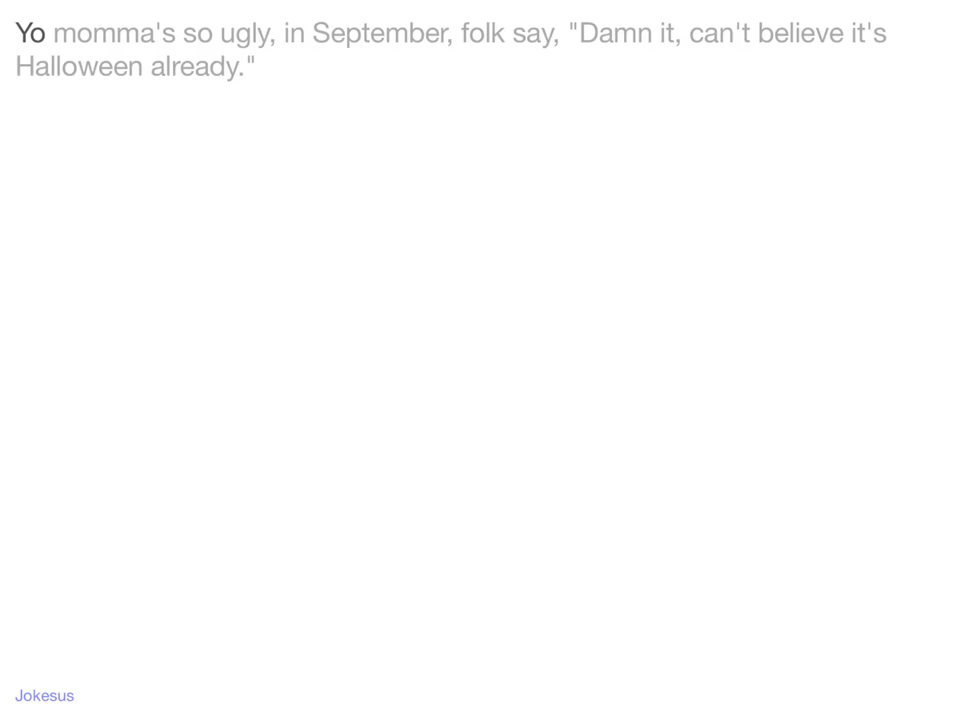 Yo momma's so ugly, in September, folk say, "Damn it, can't believe it's
Halloween already."
Jokesus